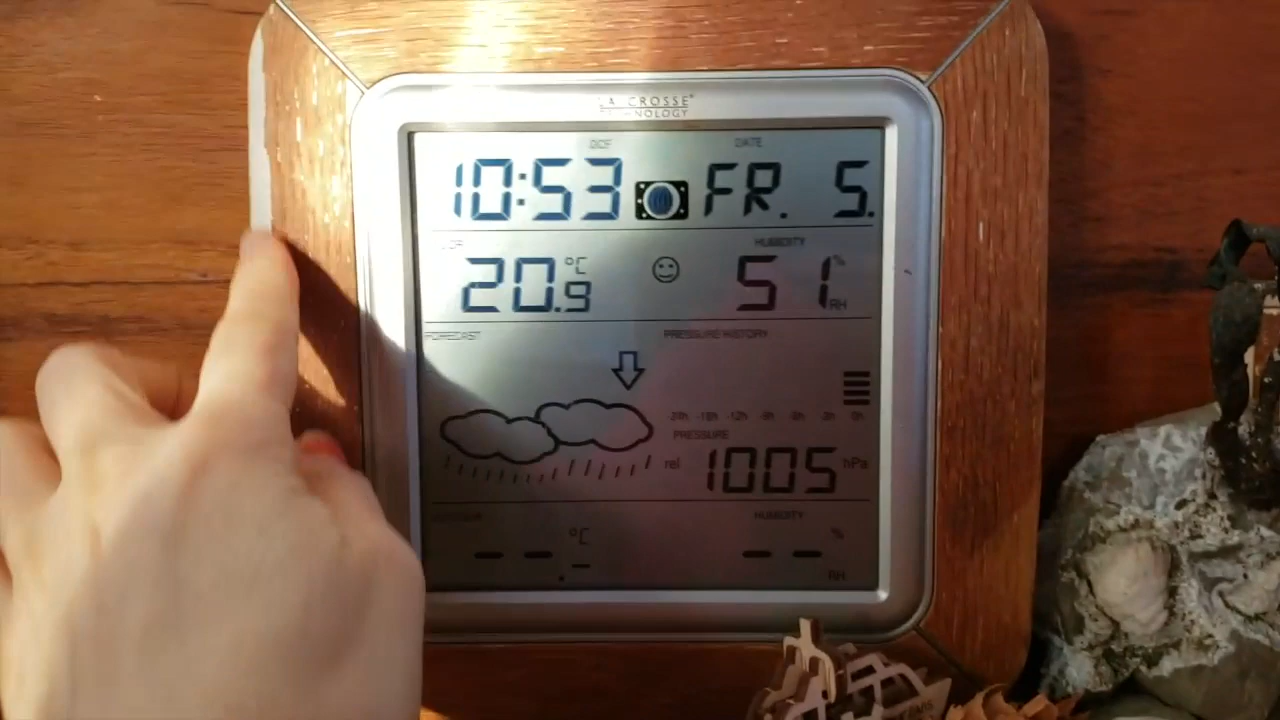 LA CROSSE
TECHNOLOGY
DCF DATE
10:53 FR. 5.
HUMIDITY
20.9 °C 51 %
RH
FORECAST PRESSURE HISTORY
-24h -18h -12h -9h -6h -3h 0h
PRESSURE
rel 1005 hPa
HUMIDITY
-- -- . -- °C -- -- %
RH